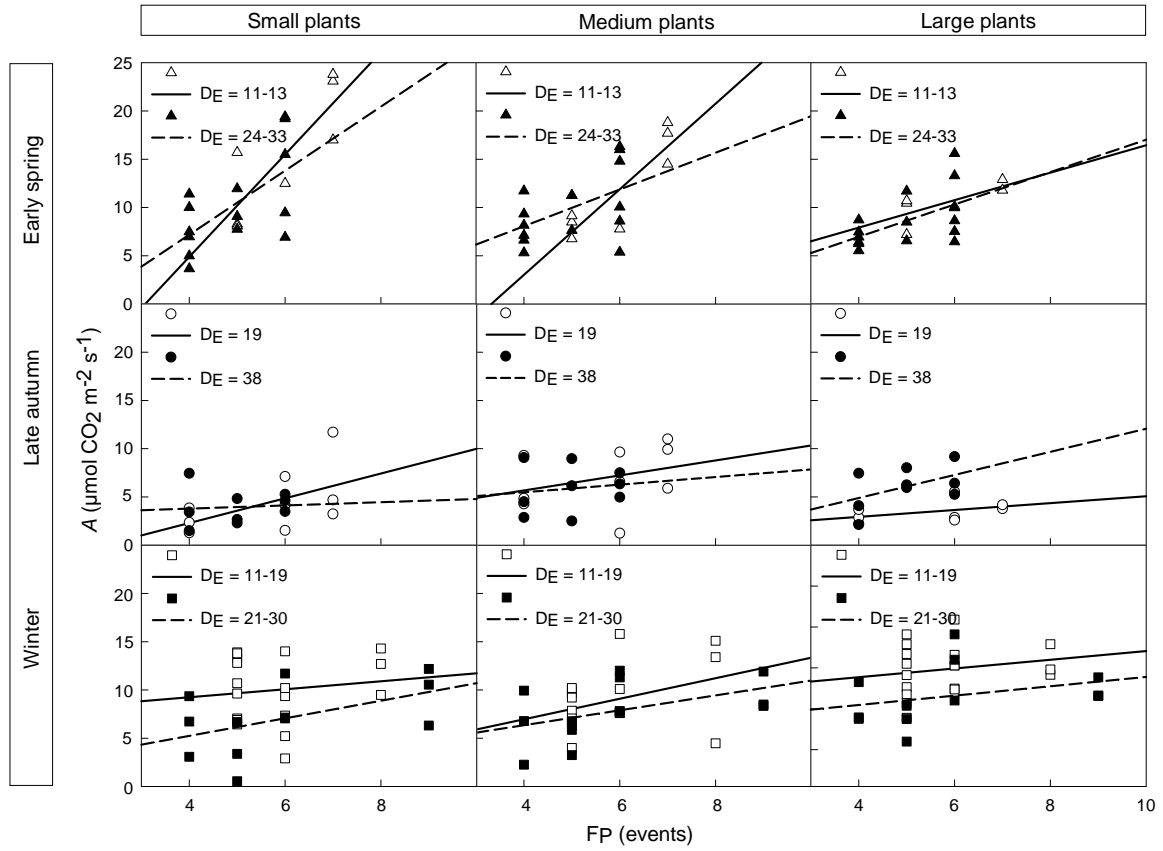 Small plants
Medium plants
Large plants
Early spring
Late autumn
Winter
A (μmol CO2 m-2 s-1)
25
20
15
10
5
0
DE = 11-13
DE = 24-33
DE = 11-13
DE = 24-33
DE = 11-13
DE = 24-33
20
15
10
5
0
DE = 19
DE = 38
DE = 19
DE = 38
DE = 19
DE = 38
20
15
10
5
0
DE = 11-19
DE = 21-30
DE = 11-19
DE = 21-30
DE = 11-19
DE = 21-30
4 6 8 4 6 8 4 6 8 10
FP (events)